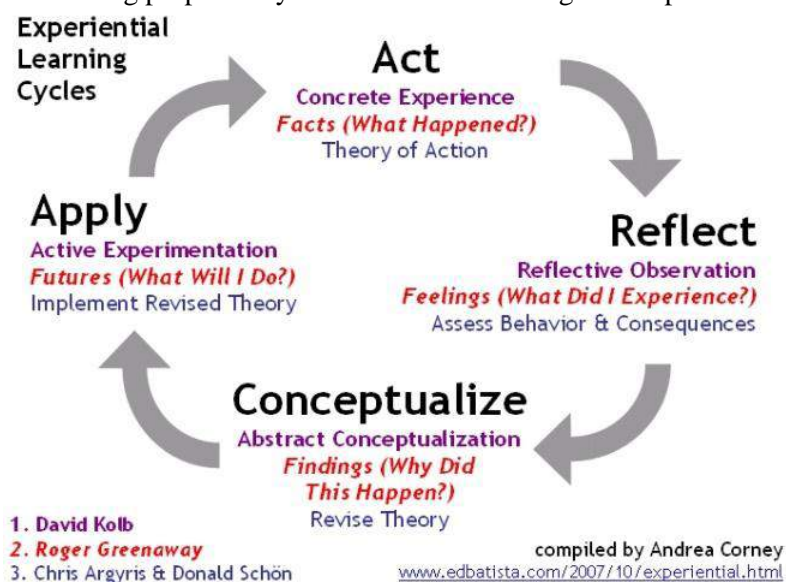 Experiential
Learning
Cycles
Act
Concrete Experience
Facts (What Happened?)
Theory of Action
Reflect
Reflective Observation
Feelings (What Did I Experience?)
Assess Behavior & Consequences
Conceptualize
Abstract Conceptualization
Findings (Why Did
This Happen?)
Revise Theory
Apply
Active Experimentation
Futures (What Will I Do?)
Implement Revised Theory
1. David Kolb
2. Roger Greenaway
3. Chris Argyris & Donald Schön
compiled by Andrea Corney
www.edbatista.com/2007/10/experiential.html